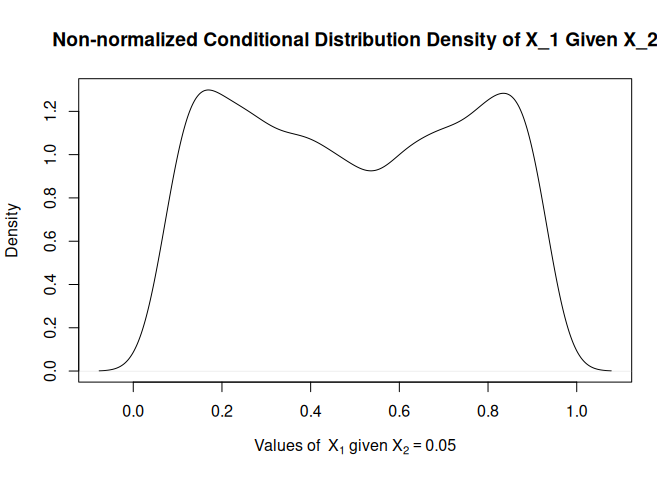 Non-normalized Conditional Distribution Density of X_1 Given X_2
Density
0.0 0.2 0.4 0.6 0.8 1.0 1.2
0.0 0.2 0.4 0.6 0.8 1.0
Values of X₁ given X₂ = 0.05